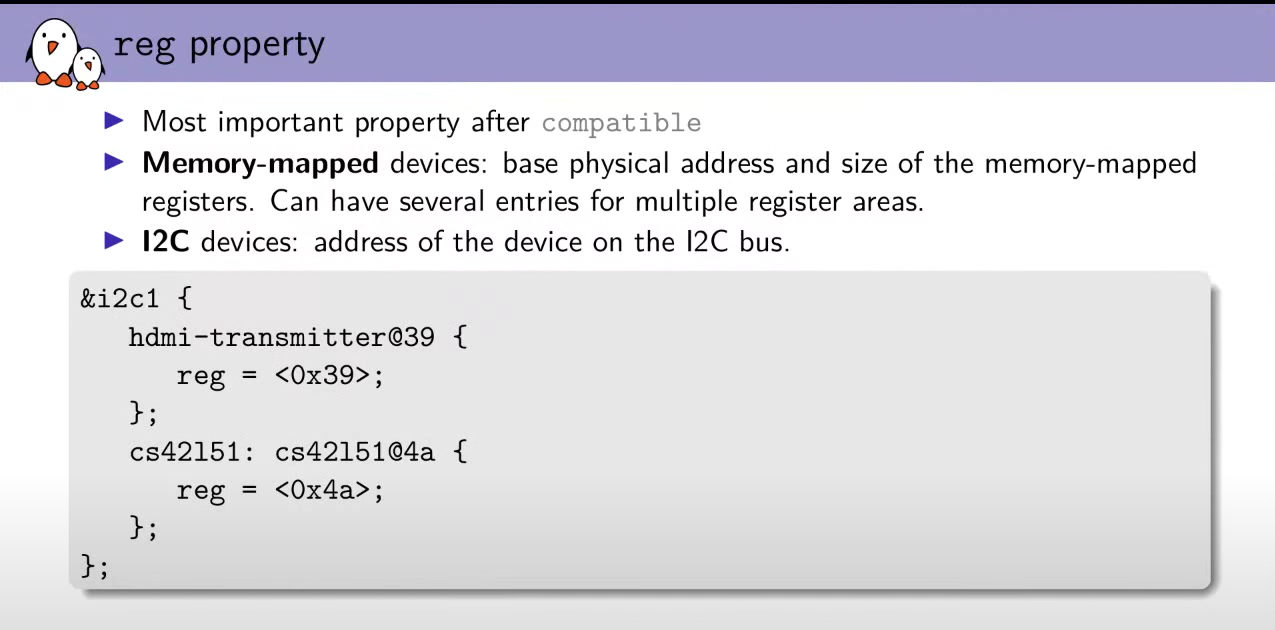 reg property
Most important property after compatible
Memory-mapped devices: base physical address and size of the memory-mapped
registers. Can have several entries for multiple register areas.
I2C devices: address of the device on the I2C bus.
&i2c1 {
hdmi-transmitter@39 {
reg = <0x39>;
};
cs42l51: cs42l51@4a {
reg = <0x4a>;
};
};